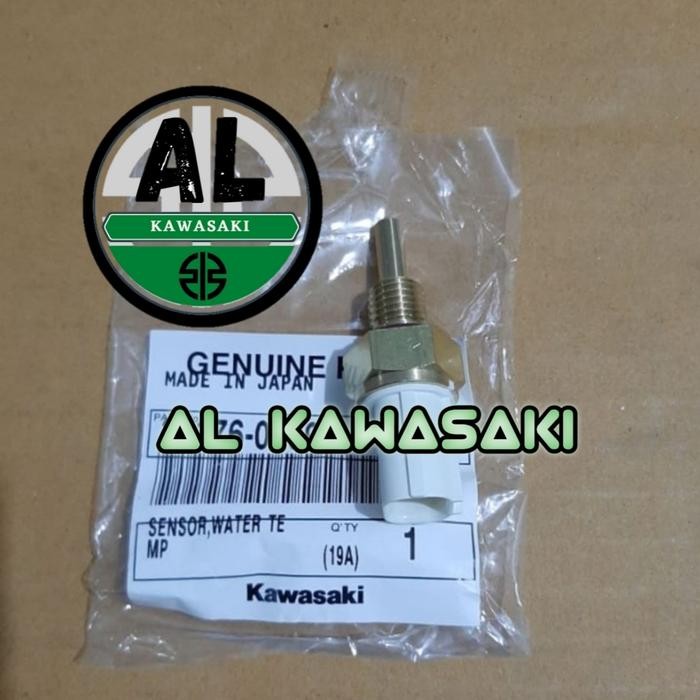 AL
KAWASAKI
GENUINE
MADE IN JAPAN
AL KAWASAKI
SENSOR,WATER TE
MP
Q'TY
(19A)
1
Kawasaki